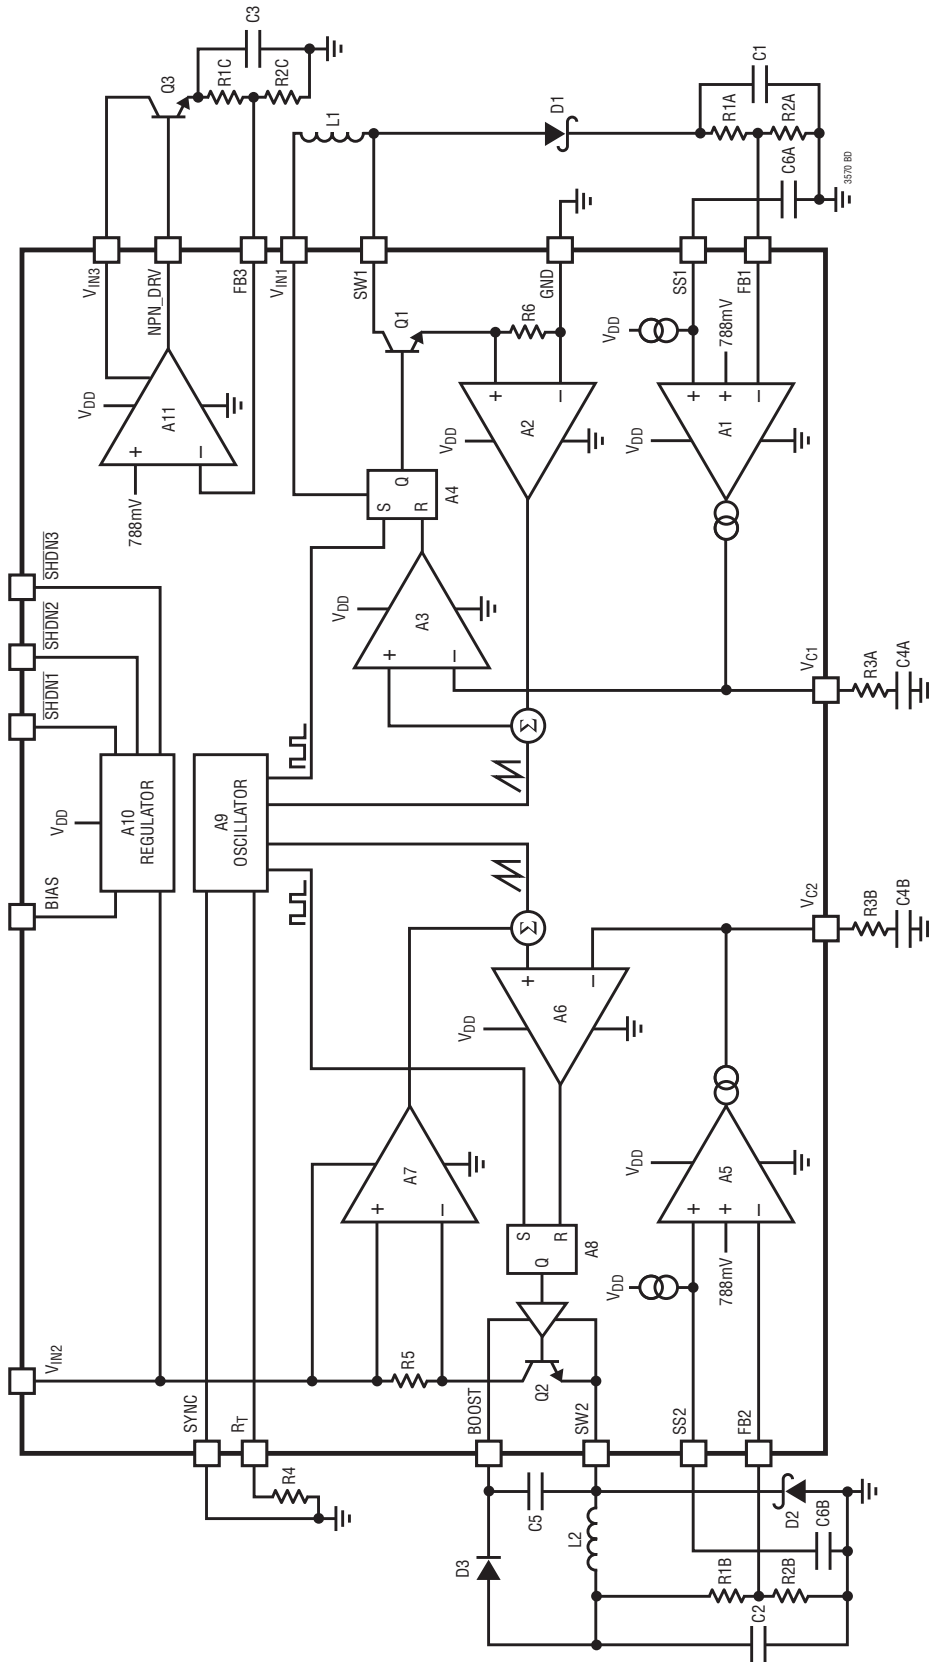 C3
Q3
R1C
R2C
L1
D1
C1
R1A
R2A
C6A
3570 BD
VIN3
NPN_DRV
FB3
VIN1
SW1
GND
SS1
FB1
VDD
A11
+
–
788mV
Q1
R6
+
–
VDD
A2
VDD
788mV
+
+
–
VDD
A1
S
Q
R
A4
VDD
A3
+
–
SHDN3
SHDN2
SHDN1
BIAS
VDD
A10
REGULATOR
A9
OSCILLATOR
Σ
VC1
R3A
C4A
VC2
R3B
C4B
Σ
+
–
VDD
A6
A7
+
–
VDD
A5
+
+
–
788mV
VDD
S
Q
R
A8
VIN2
R5
Q2
SYNC
RT
BOOST
SW2
SS2
FB2
R4
C5
D3
L2
D2
C6B
R1B
R2B
C2